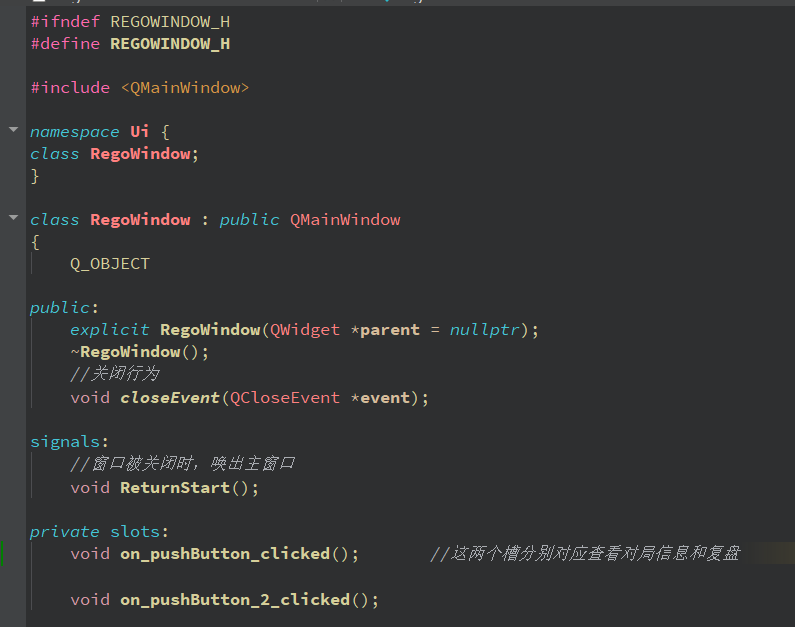 #ifndef REGOWINDOW_H
#define REGOWINDOW_H
#include <QMainWindow>
namespace Ui {
class RegoWindow;
}
class RegoWindow : public QMainWindow
{
Q_OBJECT
public:
explicit RegoWindow(QWidget *parent = nullptr);
~RegoWindow();
//关闭行为
void closeEvent(QCloseEvent *event);
signals:
//窗口被关闭时，唤出主窗口
void ReturnStart();
private slots:
void on_pushButton_clicked();       //这两个槽分别对应查看对局信息和复盘
void on_pushButton_2_clicked();